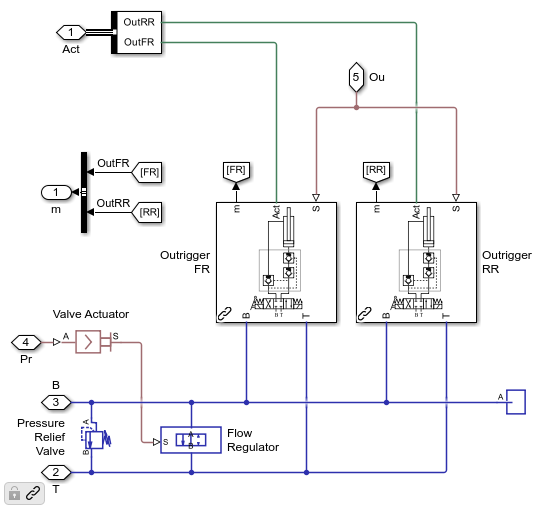 1
Act
OutRR
OutFR
5
Ou
OutFR
[FR]
OutRR
[RR]
1
m
[FR]
[RR]
m
Act
S
m
Act
S
Outrigger
FR
Outrigger
RR
A
B T
A
B T
B
T
B
T
Valve Actuator
4
Pr
A
S
B
3
A
Pressure
Relief
Valve
A
B
S
A
B
Flow
Regulator
2
T